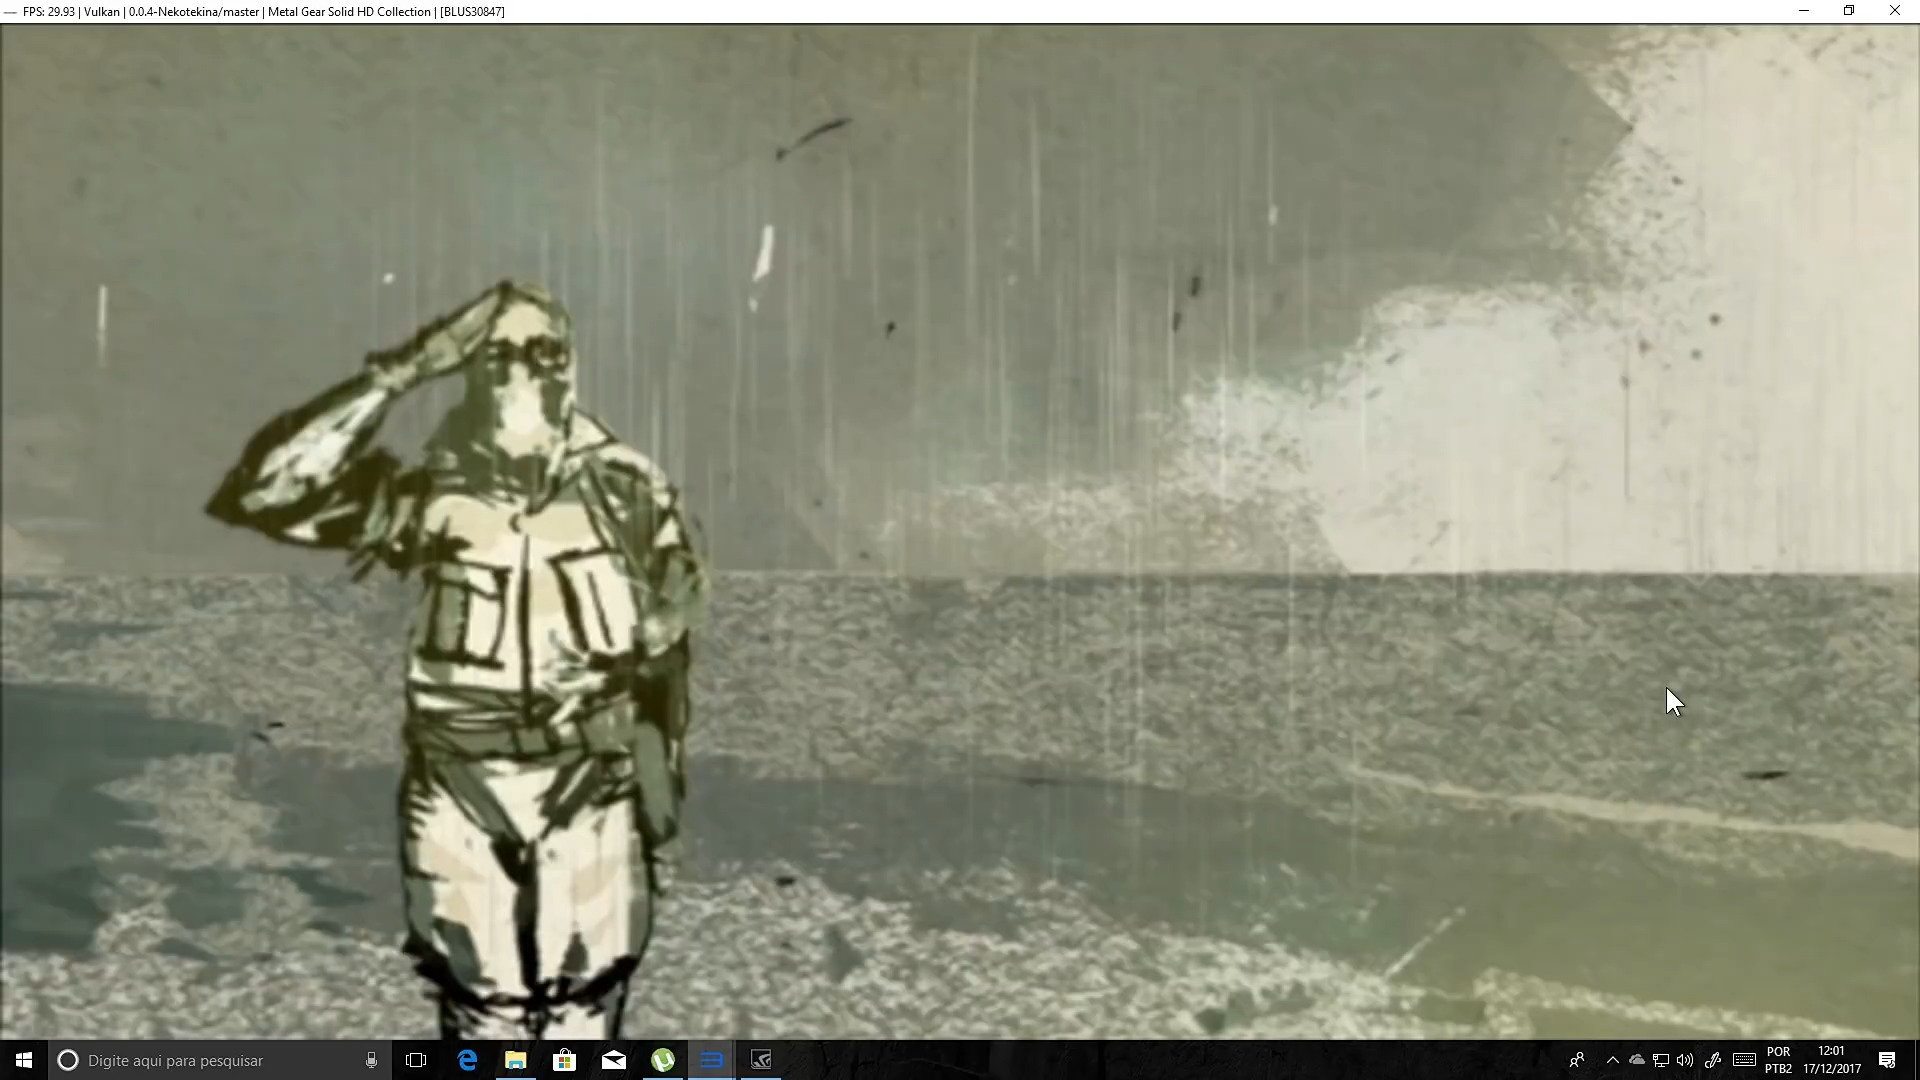 FPS: 29.93 | Vulkan | 0.0.4-Nekotekina/master | Metal Gear Solid HD Collection | [BLUS30847]
Digite aqui para pesquisar
POR
PTB2
12:01
17/12/2017